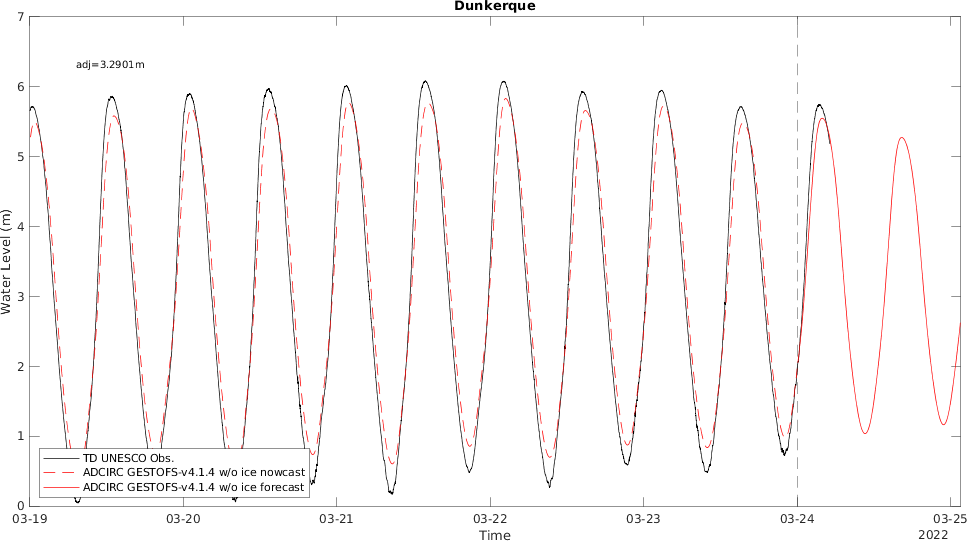 Dunkerque
7
adj=3.2901m
6
5
4
Water Level (m)
3
2
1
TD UNESCO Obs.
ADCIRC GESTOFS-v4.1.4 w/o ice nowcast
ADCIRC GESTOFS-v4.1.4 w/o ice forecast
0
03-19 03-20 03-21 03-22 03-23 03-24 03-25
Time
2022